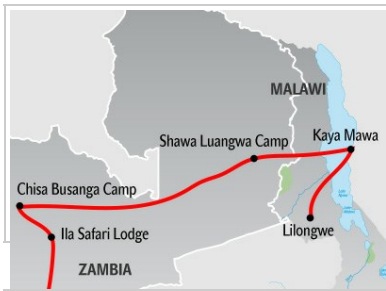 MALAWI
Shawa Luangwa Camp
Kaya Mawa
Chisa Busanga Camp
Lilongwe
Ila Safari Lodge
ZAMBIA